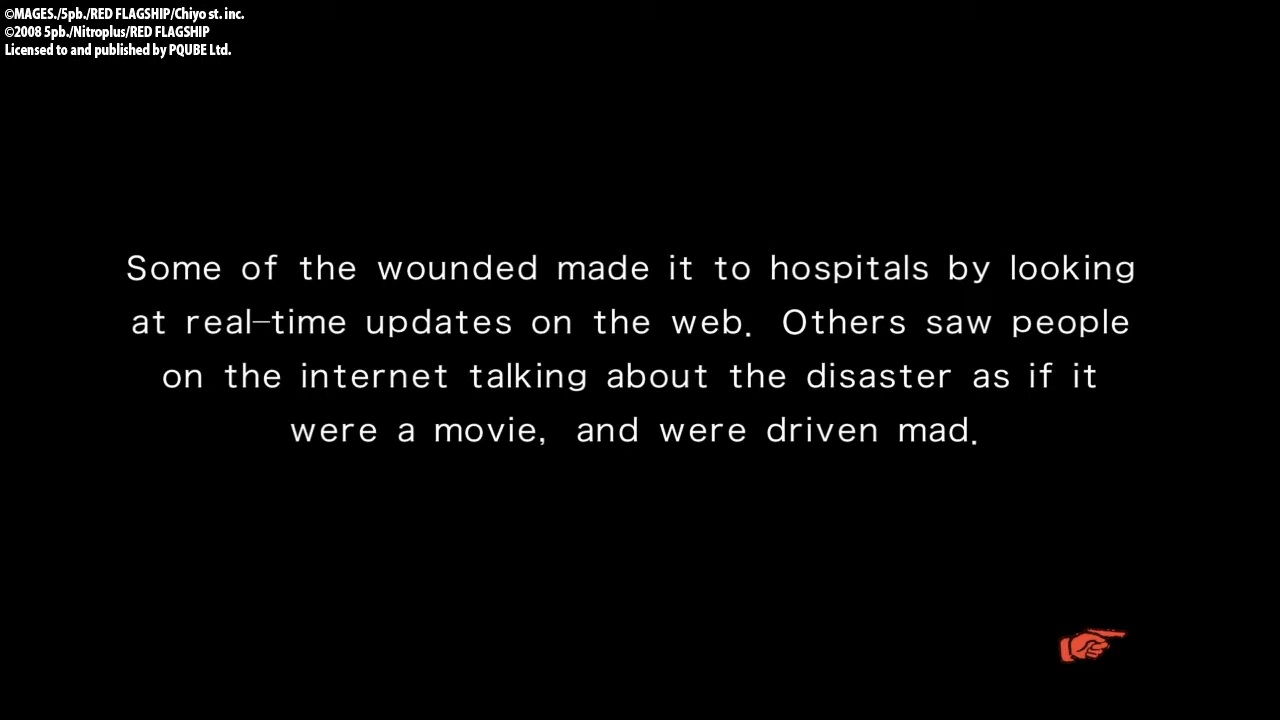 ©MAGES./5pb./RED FLAGSHIP/Chiyo st. inc.
©2008 5pb./Nitroplus/RED FLAGSHIP
Licensed to and published by PQUBE Ltd.
Some of the wounded made it to hospitals by looking
at real-time updates on the web. Others saw people
on the internet talking about the disaster as if it
were a movie, and were driven mad.